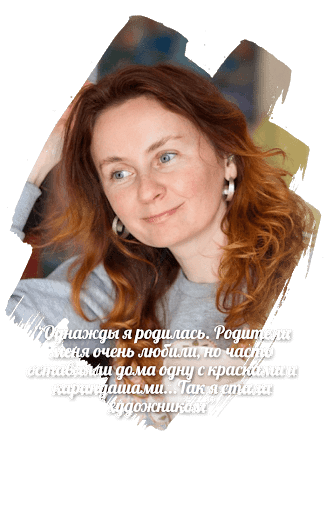 "Однажды я родилась. Родители
меня очень любили, но часто
оставляли дома одну с красками и
карандашами... Так я стала
художником"